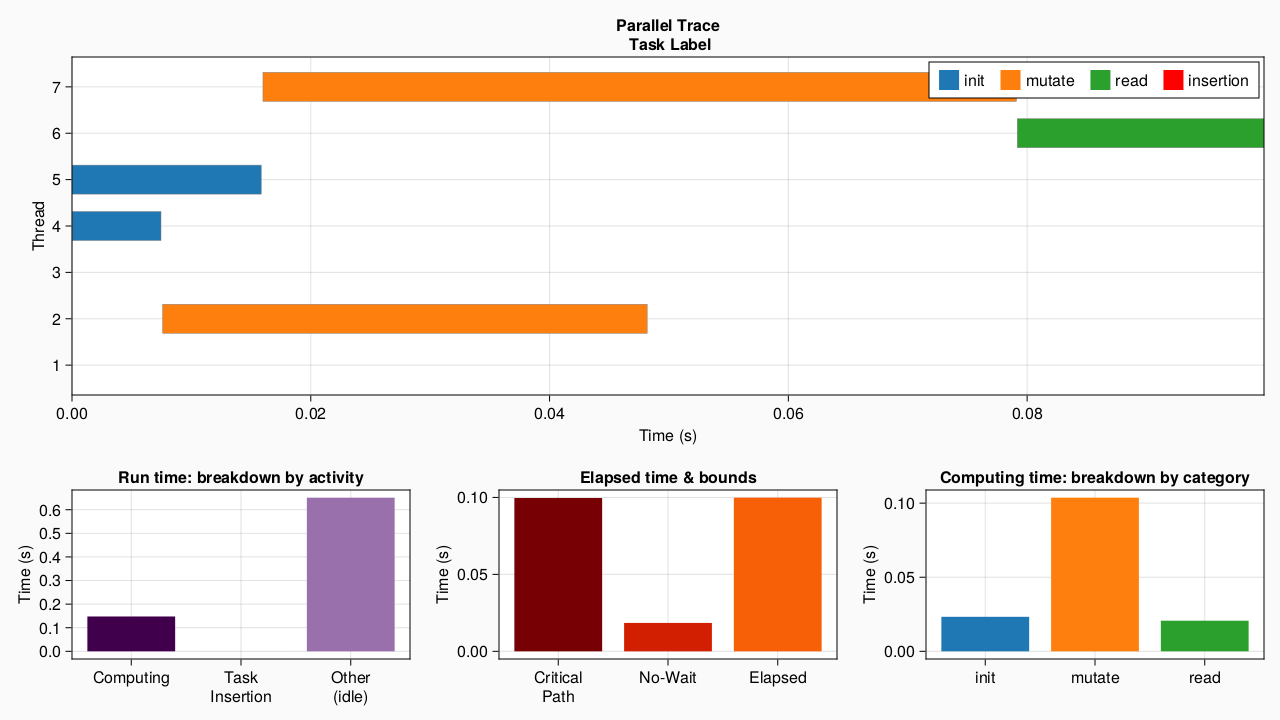 Parallel Trace
Task Label
init mutate read insertion
Thread
7
6
5
4
3
2
1
0.00 0.02 0.04 0.06 0.08
Time (s)
Run time: breakdown by activity
Time (s)
0.6
0.5
0.4
0.3
0.2
0.1
0.0
Computing Task Insertion Other (idle)
Elapsed time & bounds
Time (s)
0.10
0.05
0.00
Critical Path No-Wait Elapsed
Computing time: breakdown by category
Time (s)
0.10
0.05
0.00
init mutate read